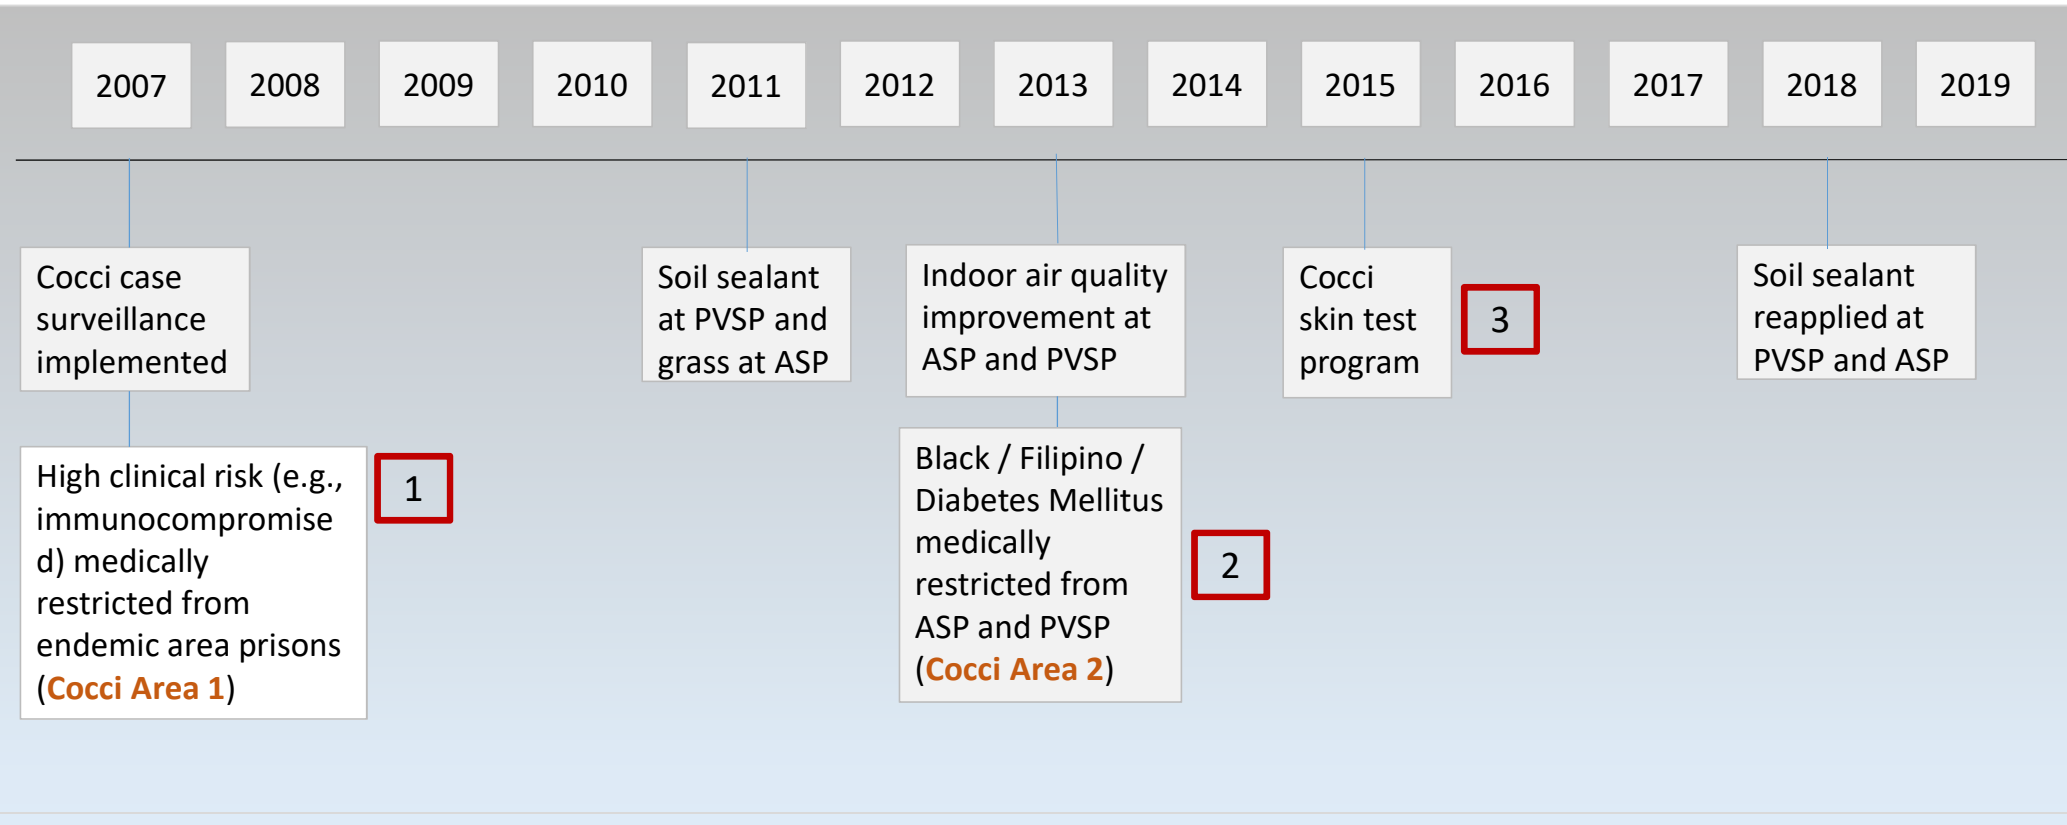 2007
2008
2009
2010
2011
2012
2013
2014
2015
2016
2017
2018
2019
Cocci case
surveillance
implemented
High clinical risk (e.g.,
immunocompromise
d) medically
restricted from
endemic area prisons
(Cocci Area 1)
1
Soil sealant
at PVSP and
grass at ASP
Indoor air quality
improvement at
ASP and PVSP
Black / Filipino /
Diabetes Mellitus
medically
restricted from
ASP and PVSP
(Cocci Area 2)
2
Cocci
skin test
program
3
Soil sealant
reapplied at
PVSP and ASP